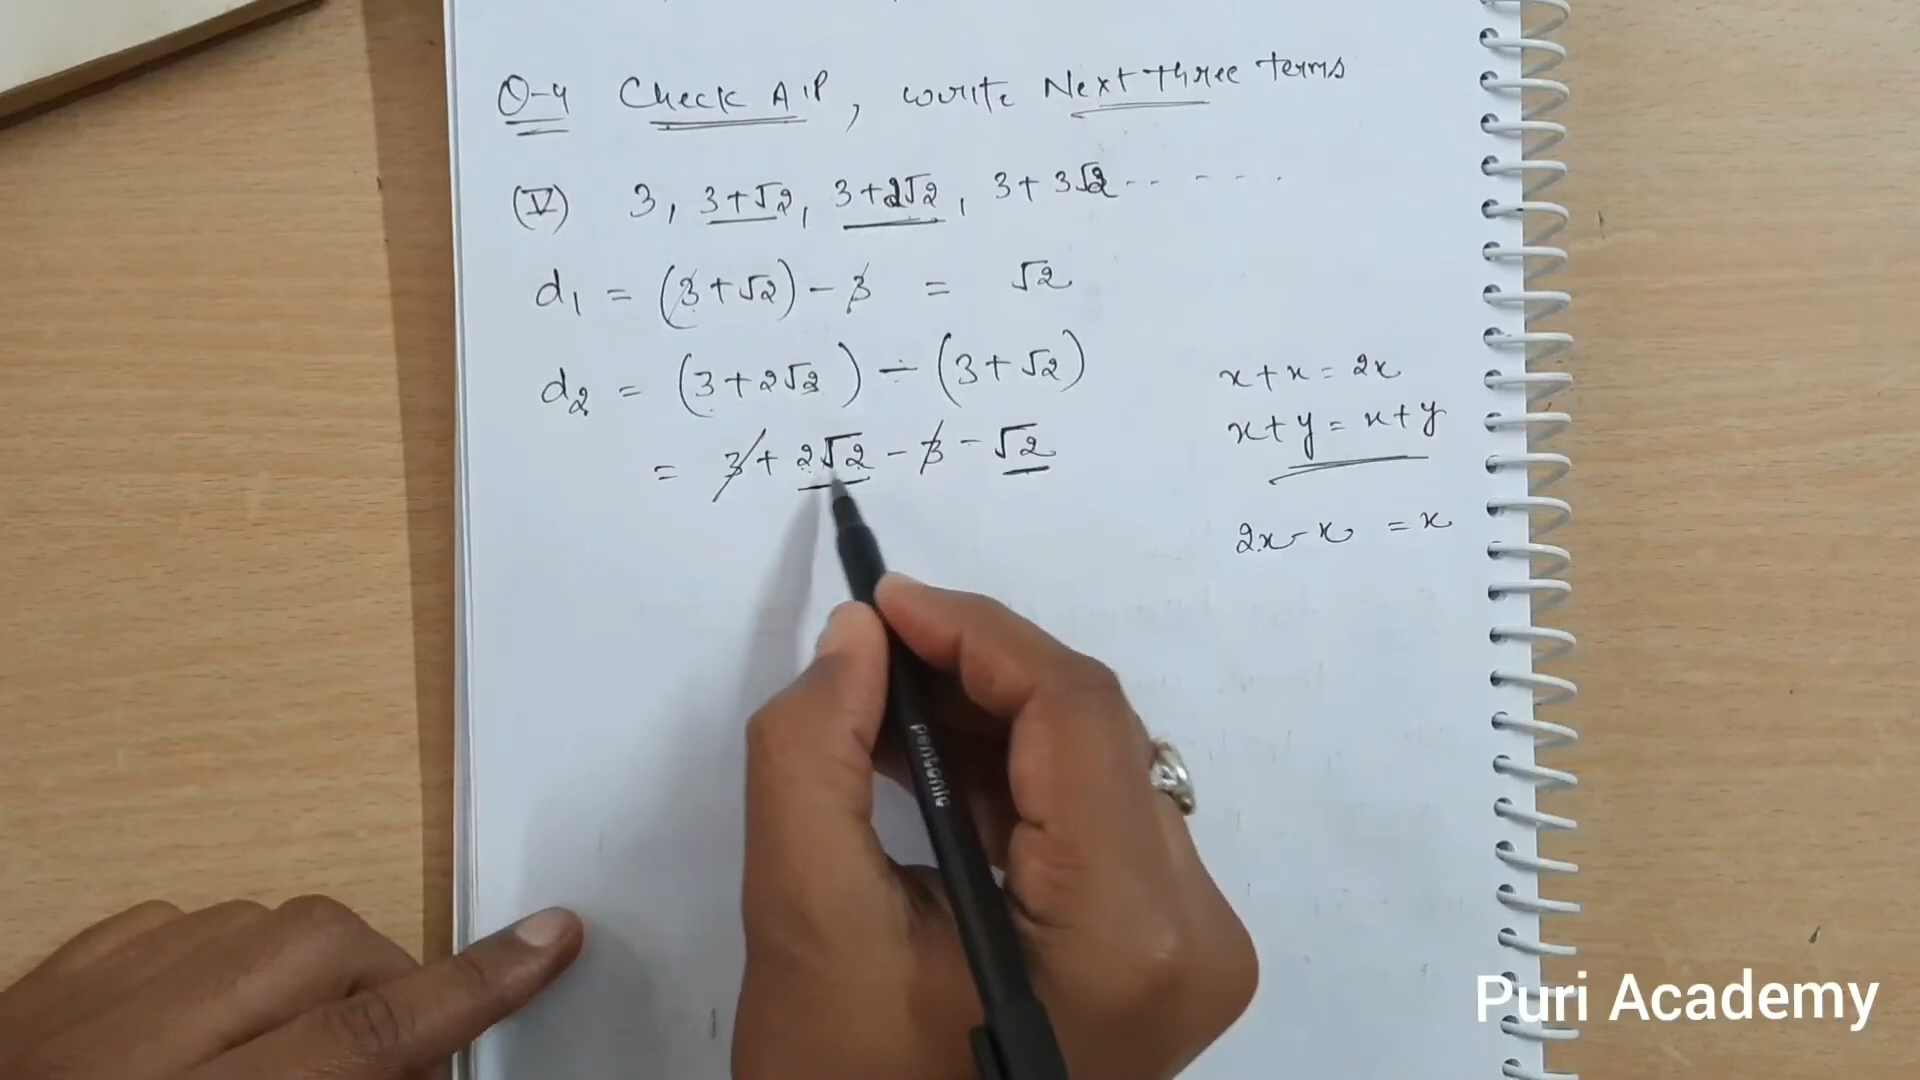 Q-4 Check A.P, write Next three terms
(V) 3, 3+√2, 3+2√2, 3+3√2 - - - - - .
d1 = (3+√2) - 3 = √2
d2 = (3+2√2) - (3+√2)
= 3+2√2 - 3 - √2
x+x = 2x
x+y = x+y
2x - x = x
pentonic
Puri Academy